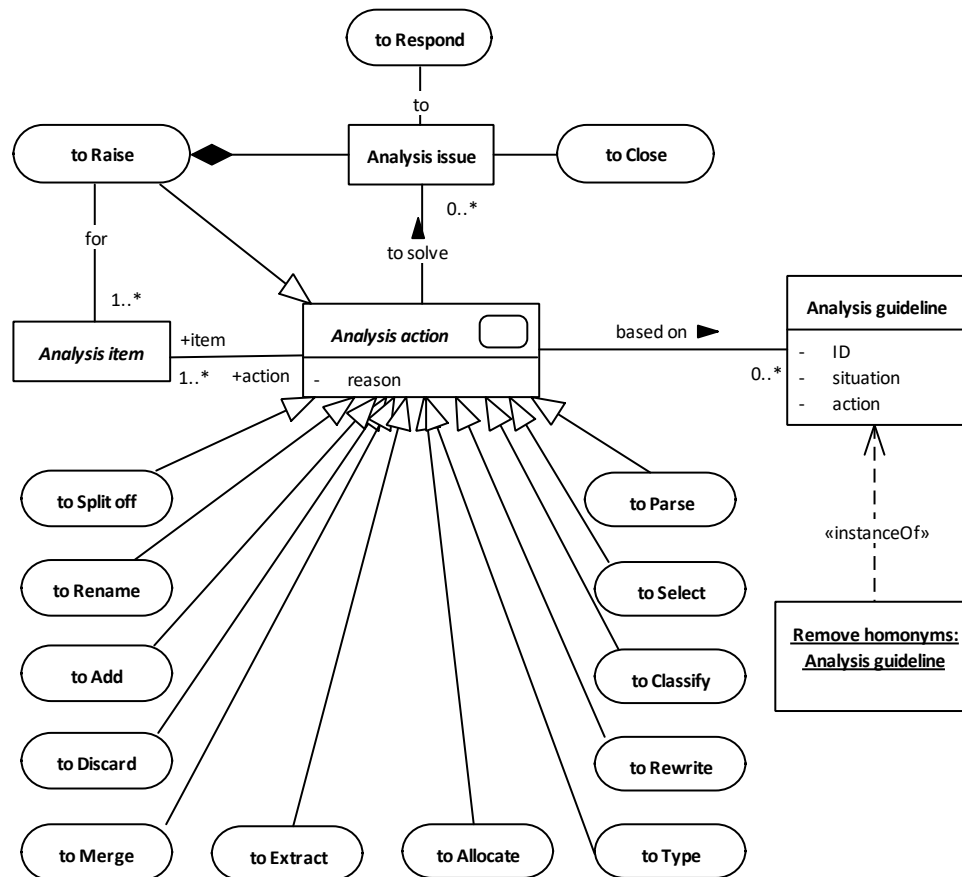 to Respond
to
to Raise
Analysis issue
to Close
0..*
for
to solve
1..*
Analysis item
+item
1..*
+action
Analysis action
- reason
based on
0..*
Analysis guideline
- ID
- situation
- action
to Split off
to Parse
«instanceOf»
to Rename
to Select
Remove homonyms:
Analysis guideline
to Add
to Classify
to Discard
to Rewrite
to Merge
to Extract
to Allocate
to Type